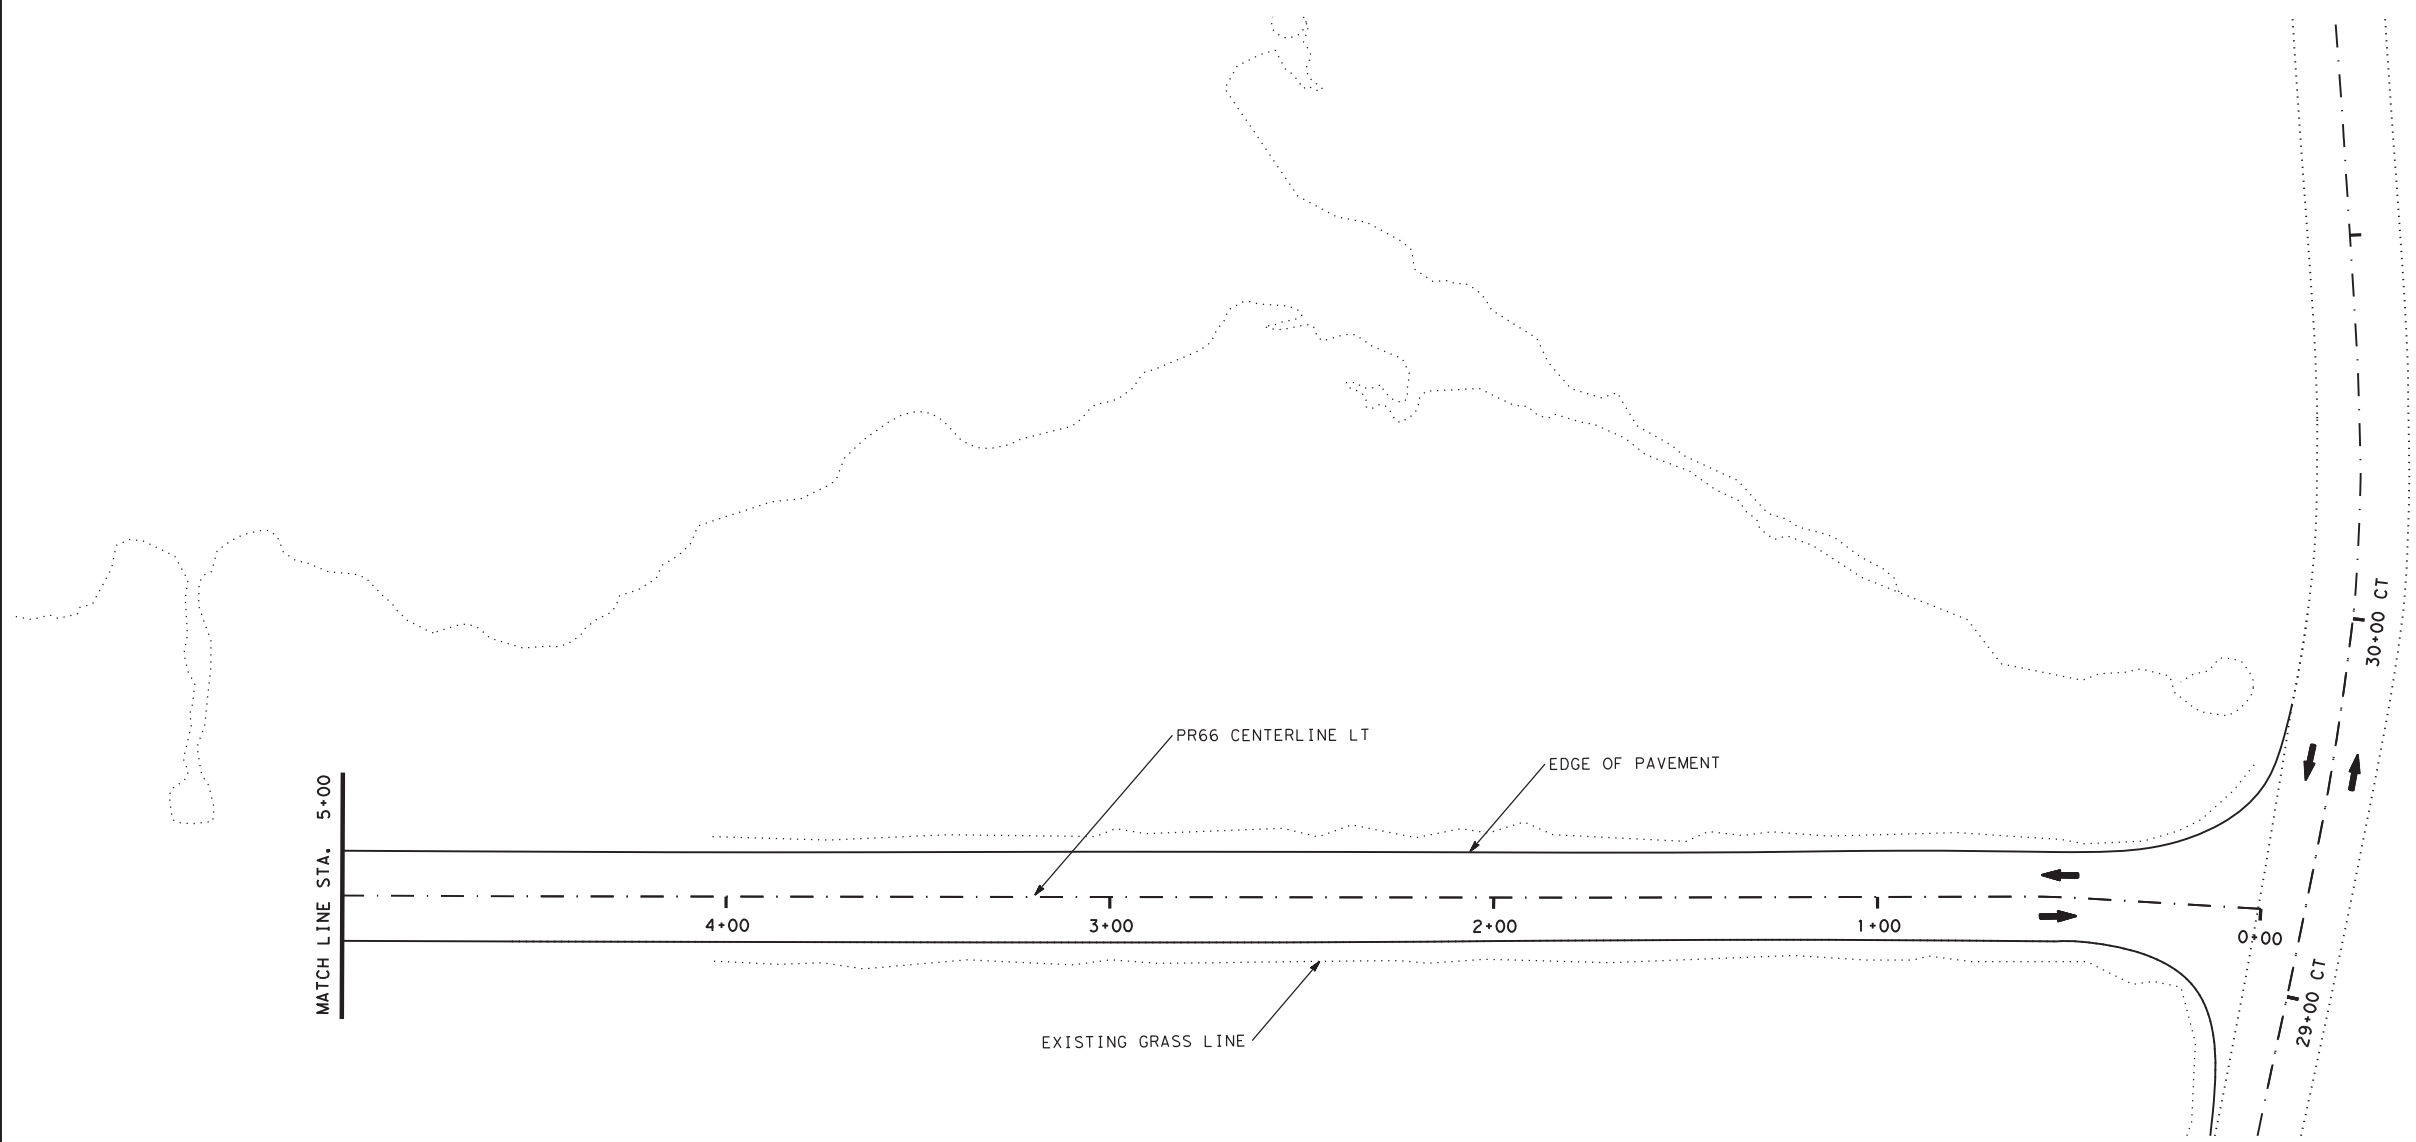 30+00 CT
PR66 CENTERLINE LT
EDGE OF PAVEMENT
MATCH LINE STA. 5+00
4+00
3+00
2+00
1+00
0+00
29+00 CT
EXISTING GRASS LINE